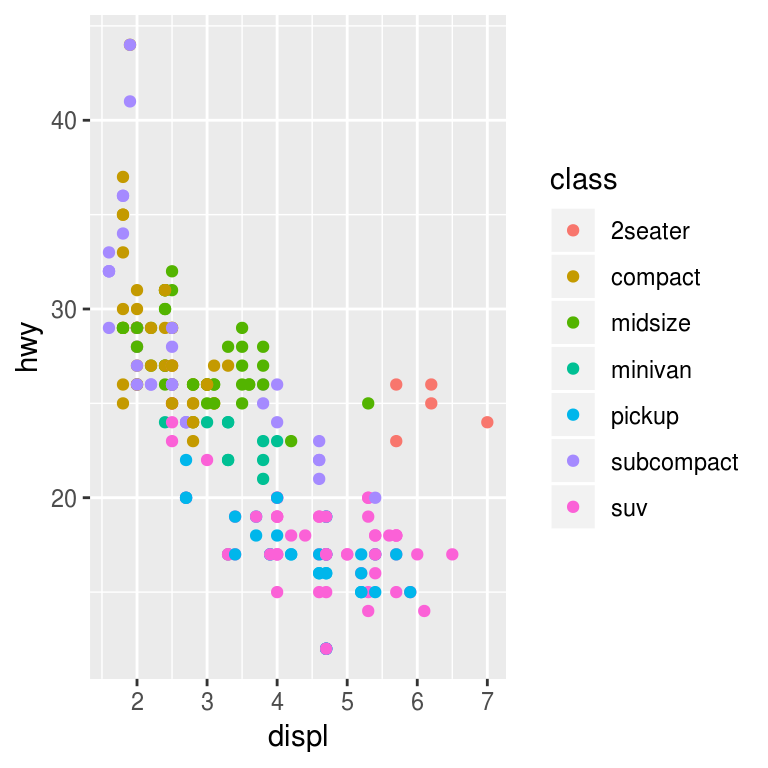 hwy
40
30
20
2 3 4 5 6 7
displ
class
2seater
compact
midsize
minivan
pickup
subcompact
suv